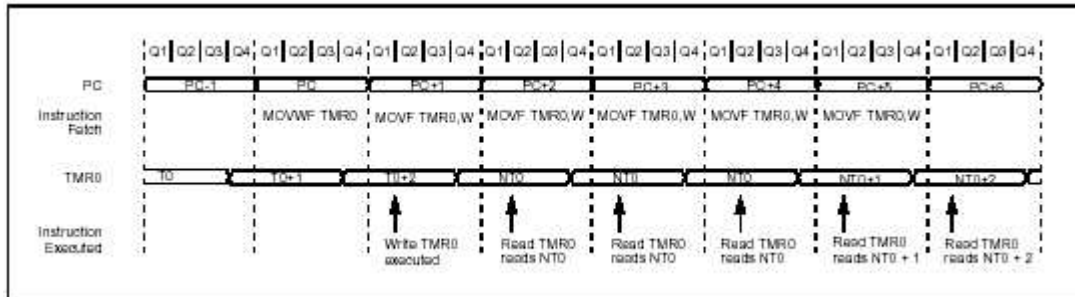 Q1 Q2 Q3 Q4 Q1 Q2 Q3 Q4 Q1 Q2 Q3 Q4 Q1 Q2 Q3 Q4 Q1 Q2 Q3 Q4 Q1 Q2 Q3 Q4 Q1 Q2 Q3 Q4 Q1 Q2 Q3 Q4
PC PC-1 PC PC+1 PC+2 PC+3 PC+4 PC+5 PC+6
Instruction
Fetch
MOVWF TMR0 MOVF TMR0,W MOVF TMR0,W MOVF TMR0,W MOVF TMR0,W MOVF TMR0,W
TMR0 T0 T0+1 T0+2 NT0 NT0 NT0 NT0+1 NT0+2
Instruction
Executed
Write TMR0
executed
Read TMR0
reads NT0
Read TMR0
reads NT0
Read TMR0
reads NT0
Read TMR0
reads NT0 + 1
Read TMR0
reads NT0 + 2